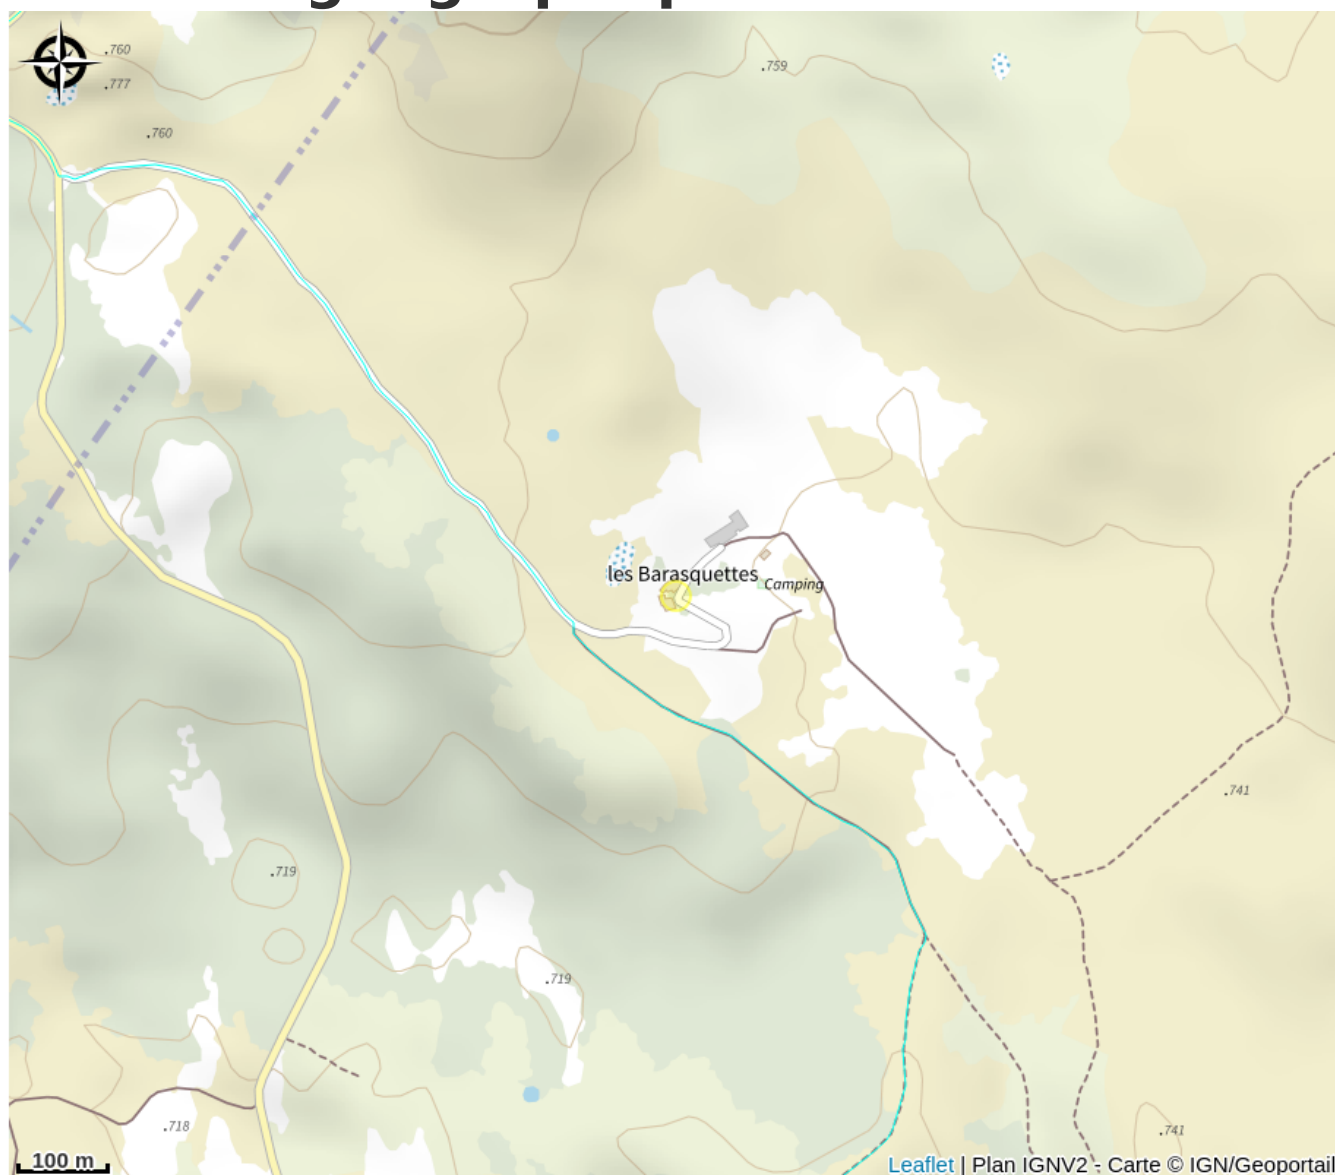 .760
.777
.760
.759
les Barasquettes
Camping
.741
.719
.719
.718
.741
100 m
Leaflet | Plan IGNV2 - Carte © IGN/Geoportail